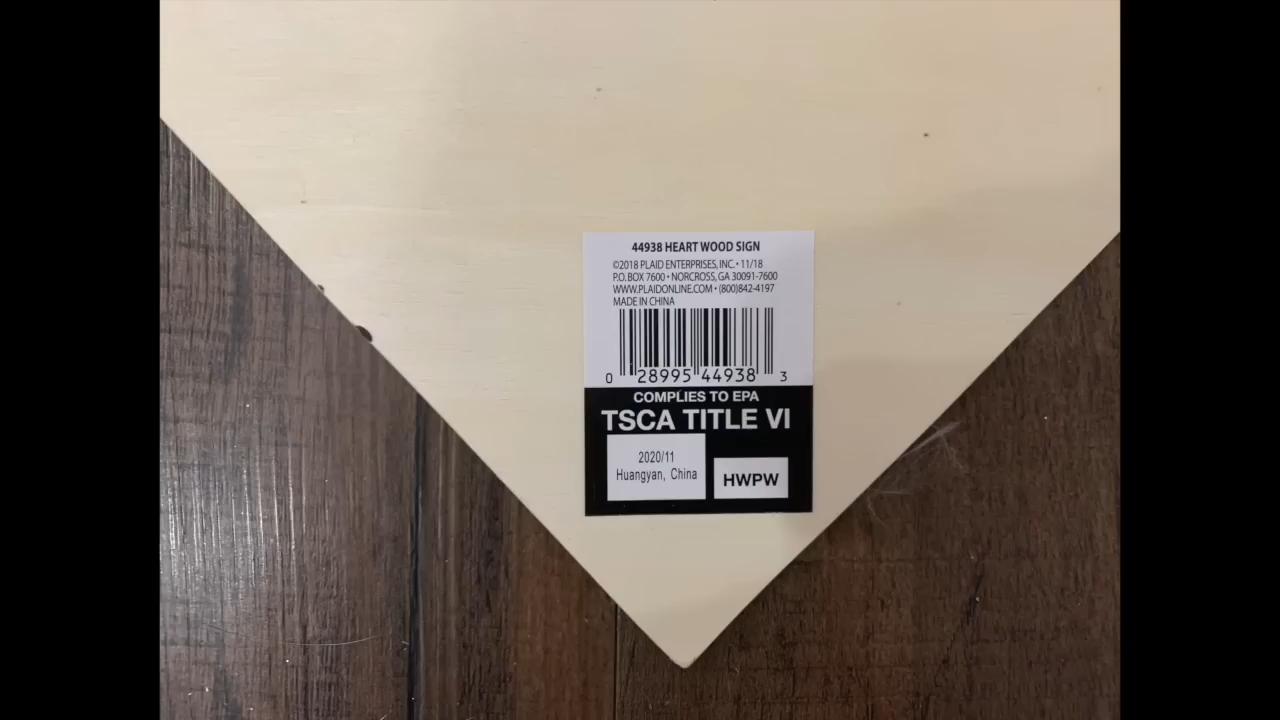 44938 HEART WOOD SIGN
©2018 PLAID ENTERPRISES, INC. • 11/18
P.O. BOX 7600 • NORCROSS, GA 30091-7600
WWW.PLAIDONLINE.COM • (800)842-4197
MADE IN CHINA
0 28995 44938 3
COMPLIES TO EPA
TSCA TITLE VI
2020/11
Huangyan, China
HWPW